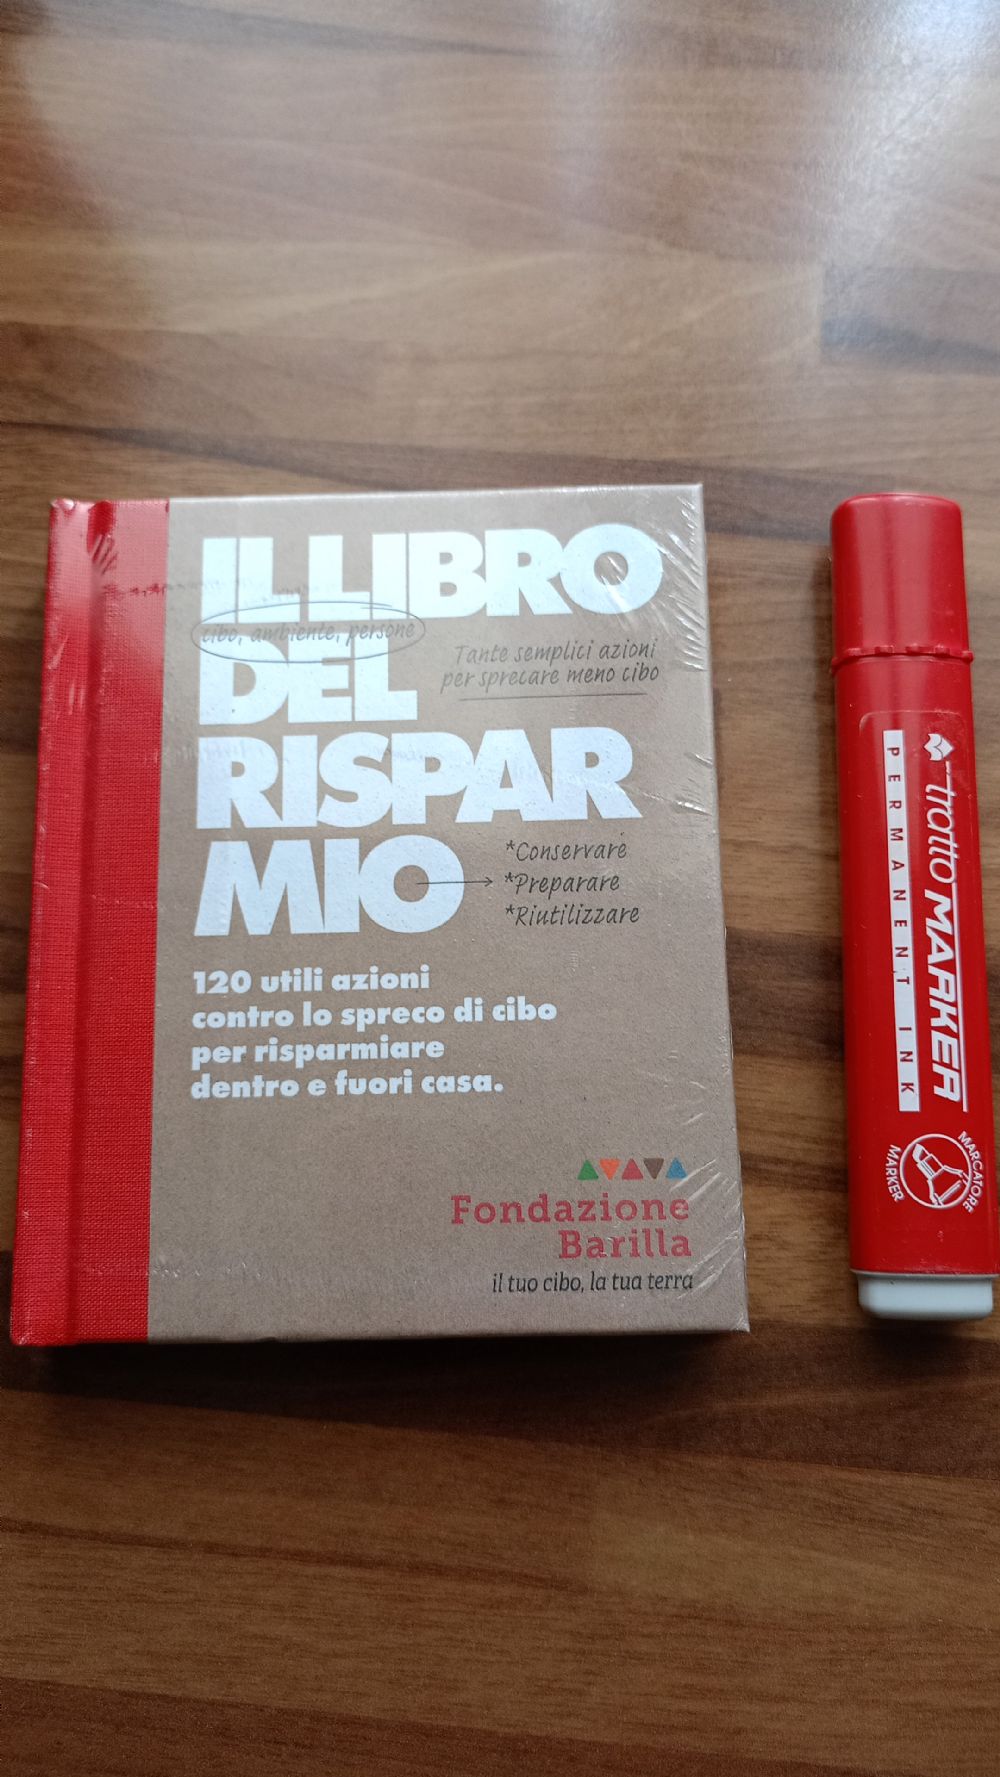 IL LIBRO
cibo, ambiente, persone
DEL
Tante semplici azioni
per sprecare meno cibo
RISPAR
MIO
*Conservare
*Preparare
*Riutilizzare
120 utili azioni
contro lo spreco di cibo
per risparmiare
dentro e fuori casa.
Fondazione
Barilla
il tuo cibo, la tua terra
tratto MARKER
PERMANENT INK
MARCATORE
MARKER